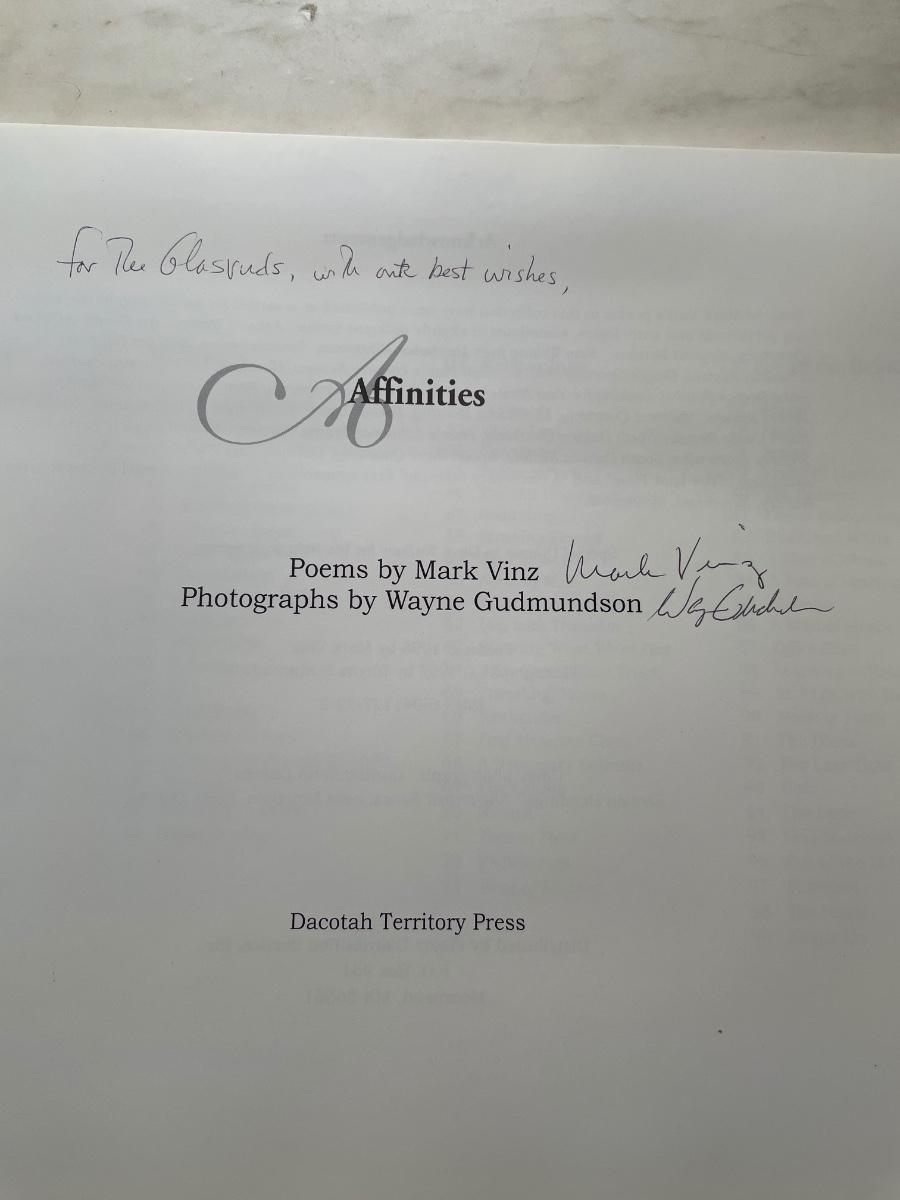 for The Glasruds, with our best wishes,
A
Affinities
Poems by Mark Vinz Mark Vinz
Photographs by Wayne Gudmundson
Dacotah Territory Press